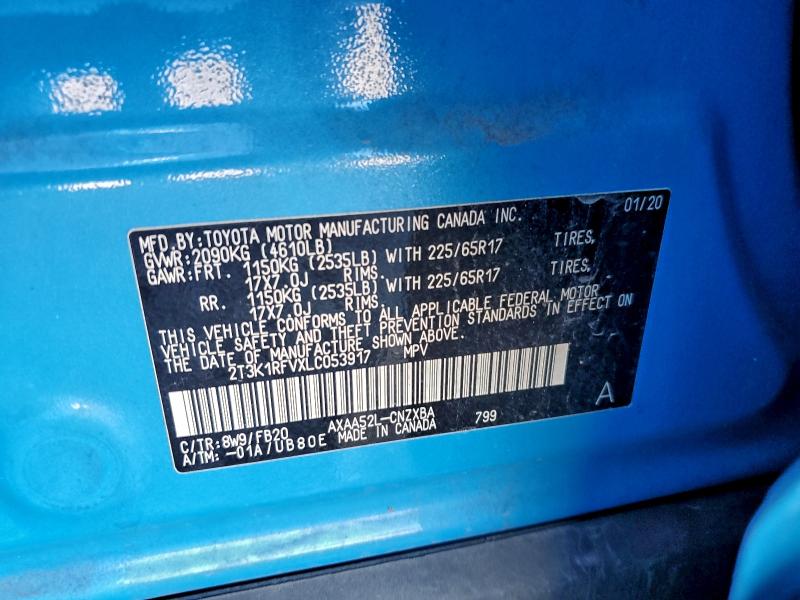 MFD.BY:TOYOTA MOTOR MANUFACTURING CANADA INC. 01/20
GVWR:2090KG (4610LB)
GAWR:FRT. 1150KG (2535LB) WITH 225/65R17 TIRES,
17X7.0J RIMS
RR. 1150KG (2535LB) WITH 225/65R17 TIRES,
17X7.0J RIMS
THIS VEHICLE CONFORMS TO ALL APPLICABLE FEDERAL MOTOR
VEHICLE SAFETY AND THEFT PREVENTION STANDARDS IN EFFECT ON
THE DATE OF MANUFACTURE SHOWN ABOVE.
2T3K1RFVXLC053917 MPV
A
C/TR:8W9/FB20 AXAA52L-CNZXBA 799
A/TM: -01A/UB80E MADE IN CANADA